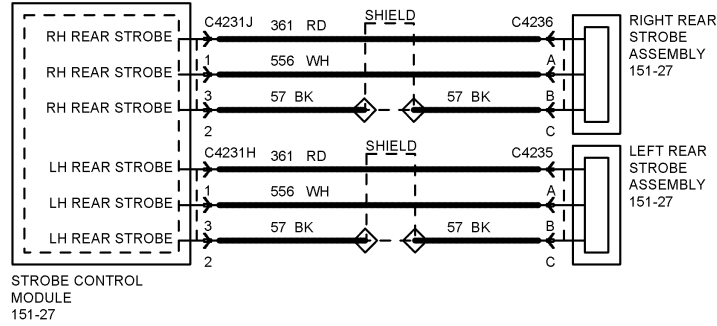 C4231J 361 RD SHIELD C4236 RIGHT REAR
STROBE
ASSEMBLY
151-27
RH REAR STROBE
1 556 WH A
RH REAR STROBE
3 57 BK 57 BK B
RH REAR STROBE
2 C
C4231H 361 RD SHIELD C4235 LEFT REAR
STROBE
ASSEMBLY
151-27
LH REAR STROBE
1 556 WH A
LH REAR STROBE
3 57 BK 57 BK B
LH REAR STROBE
2 C
STROBE CONTROL
MODULE
151-27